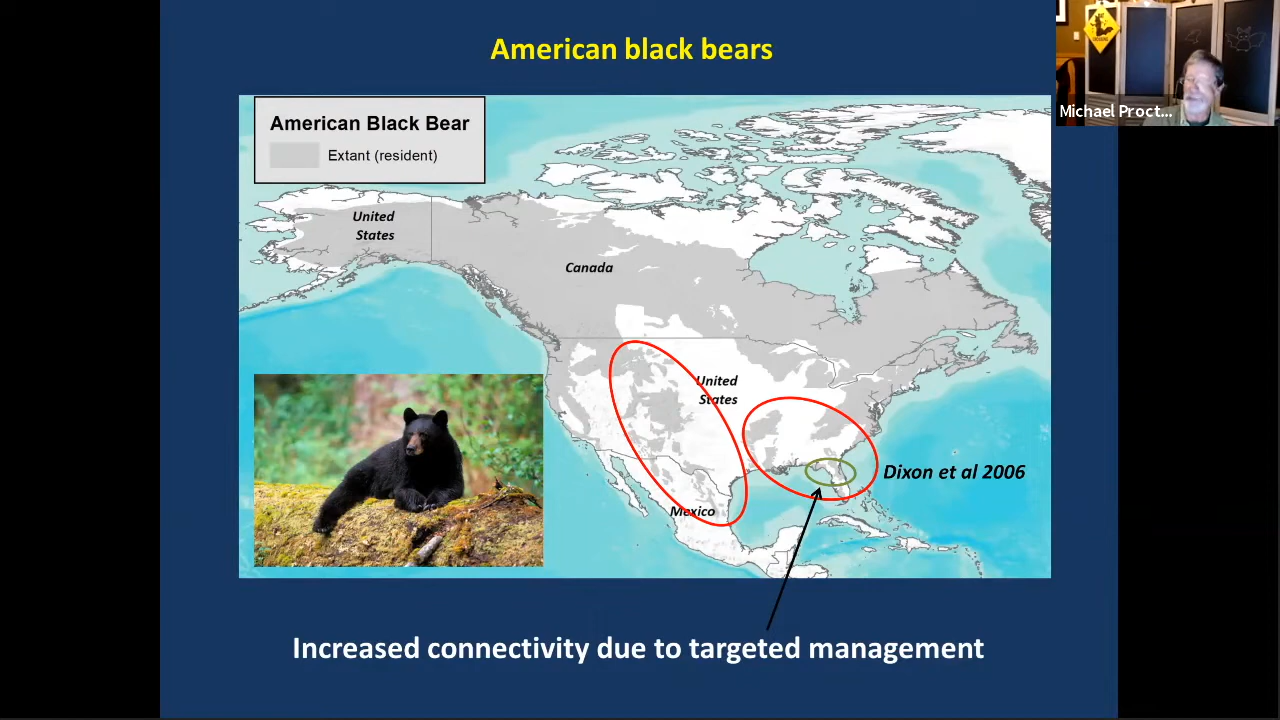 American black bears
American Black Bear
Extant (resident)
United
States
Canada
United
States
Mexico
Dixon et al 2006
Increased connectivity due to targeted management
Michael Proct...